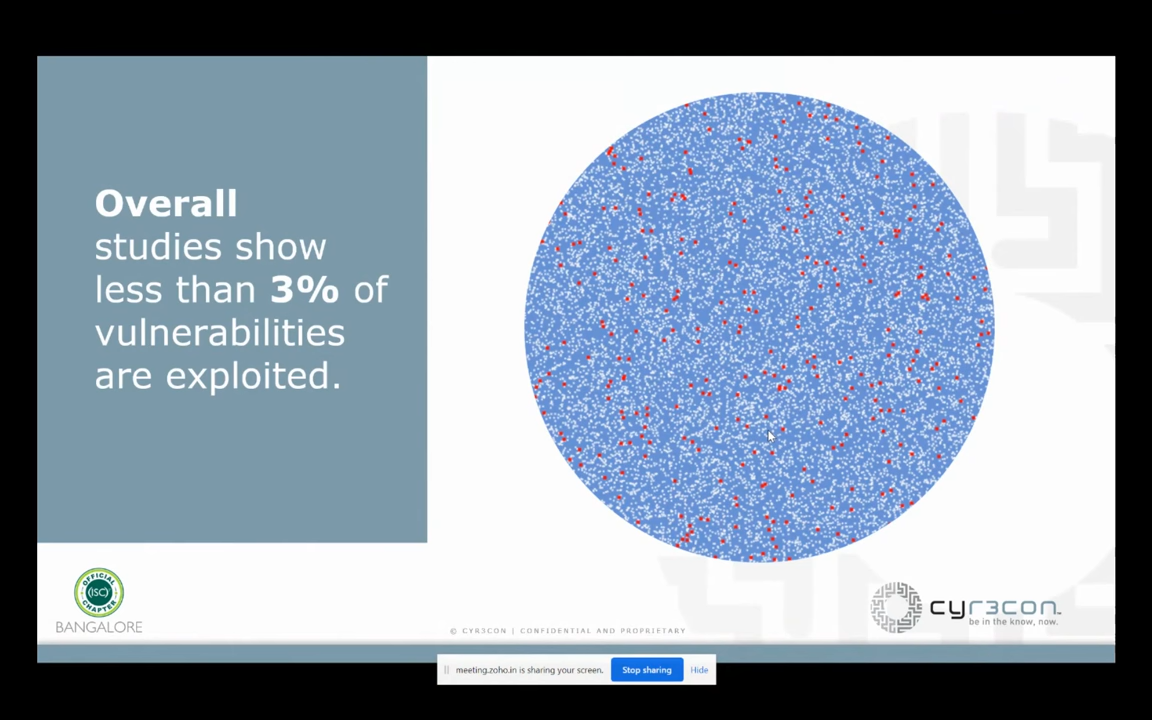 Overall
studies show
less than 3% of
vulnerabilities
are exploited.
OFFICIAL
(ISC)²
CHAPTER
BANGALORE
© CYR3CON | CONFIDENTIAL AND PROPRIETARY
cyr3con™
be in the know, now.
meeting.zoho.in is sharing your screen. Stop sharing Hide